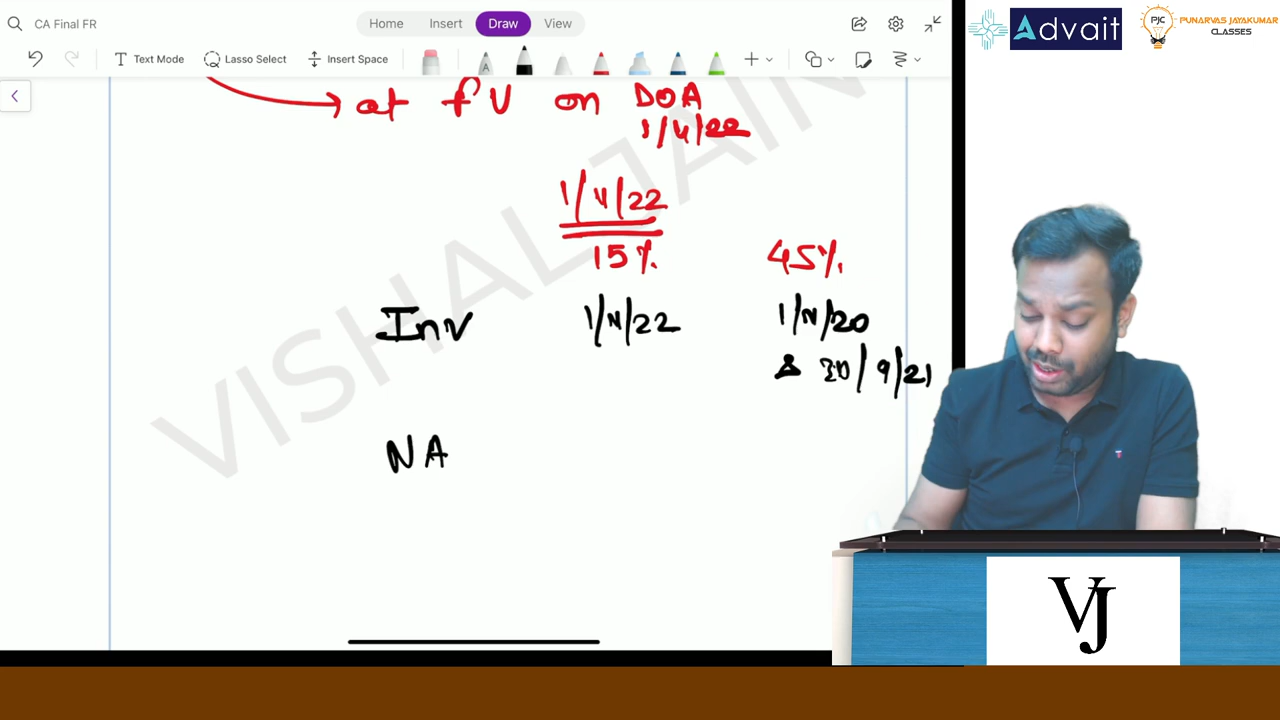 CA Final FR
Home Insert Draw View
Text Mode Lasso Select Insert Space
Advait
PJC
PUNARVAS JAYAKUMAR
CLASSES
at FV on DOA
1/4/22
1/4/22
15% 45%
Inv 1/4/22 1/4/20
& 30/9/21
NA
VISHAL JAIN
VJ